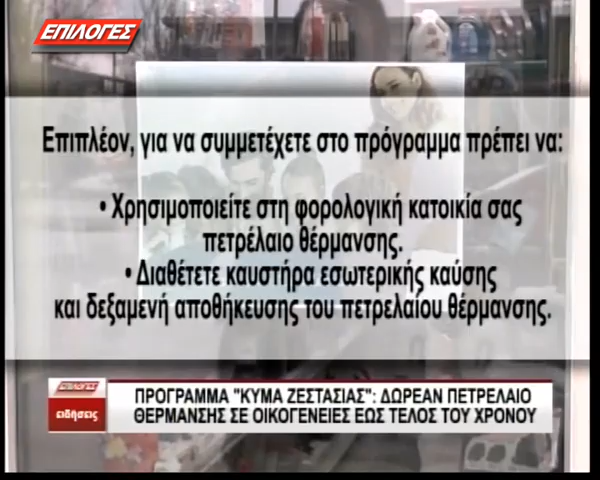 ΕΠΙΛΟΓΕΣ
Επιπλέον, για να συμμετέχετε στο πρόγραμμα πρέπει να:
• Χρησιμοποιείτε στη φορολογική κατοικία σας
πετρέλαιο θέρμανσης.
• Διαθέτετε καυστήρα εσωτερικής καύσης
και δεξαμενή αποθήκευσης του πετρελαίου θέρμανσης.
ΕΠΙΛΟΓΕΣ
ειδήσεις
ΠΡΟΓΡΑΜΜΑ "ΚΥΜΑ ΖΕΣΤΑΣΙΑΣ": ΔΩΡΕΑΝ ΠΕΤΡΕΛΑΙΟ
ΘΕΡΜΑΝΣΗΣ ΣΕ ΟΙΚΟΓΕΝΕΙΕΣ ΕΩΣ ΤΕΛΟΣ ΤΟΥ ΧΡΟΝΟΥ